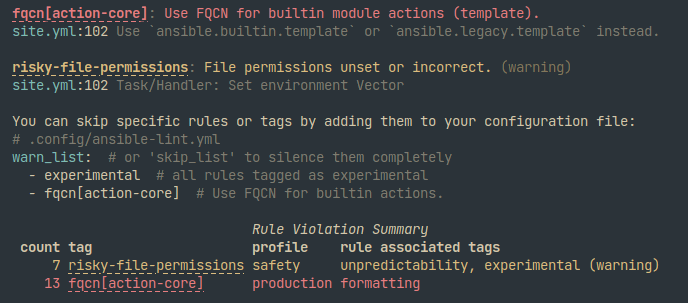 fqcn[action-core]: Use FQCN for builtin module actions (template).
site.yml:102 Use `ansible.builtin.template` or `ansible.legacy.template` instead.
risky-file-permissions: File permissions unset or incorrect. (warning)
site.yml:102 Task/Handler: Set environment Vector
You can skip specific rules or tags by adding them to your configuration file:
# .config/ansible-lint.yml
warn_list:  # or 'skip_list' to silence them completely
  - experimental  # all rules tagged as experimental
  - fqcn[action-core]  # Use FQCN for builtin actions.
Rule Violation Summary
count tag profile rule associated tags
7 risky-file-permissions safety unpredictability, experimental (warning)
13 fqcn[action-core] production formatting